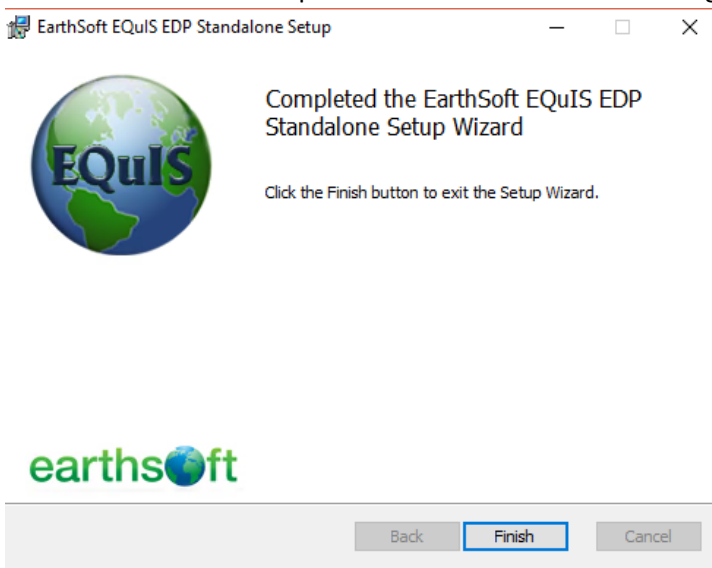 EarthSoft EQuIS EDP Standalone Setup
Completed the EarthSoft EQuIS EDP
Standalone Setup Wizard
EQuIS
Click the Finish button to exit the Setup Wizard.
earthsoft
Back
Finish
Cancel